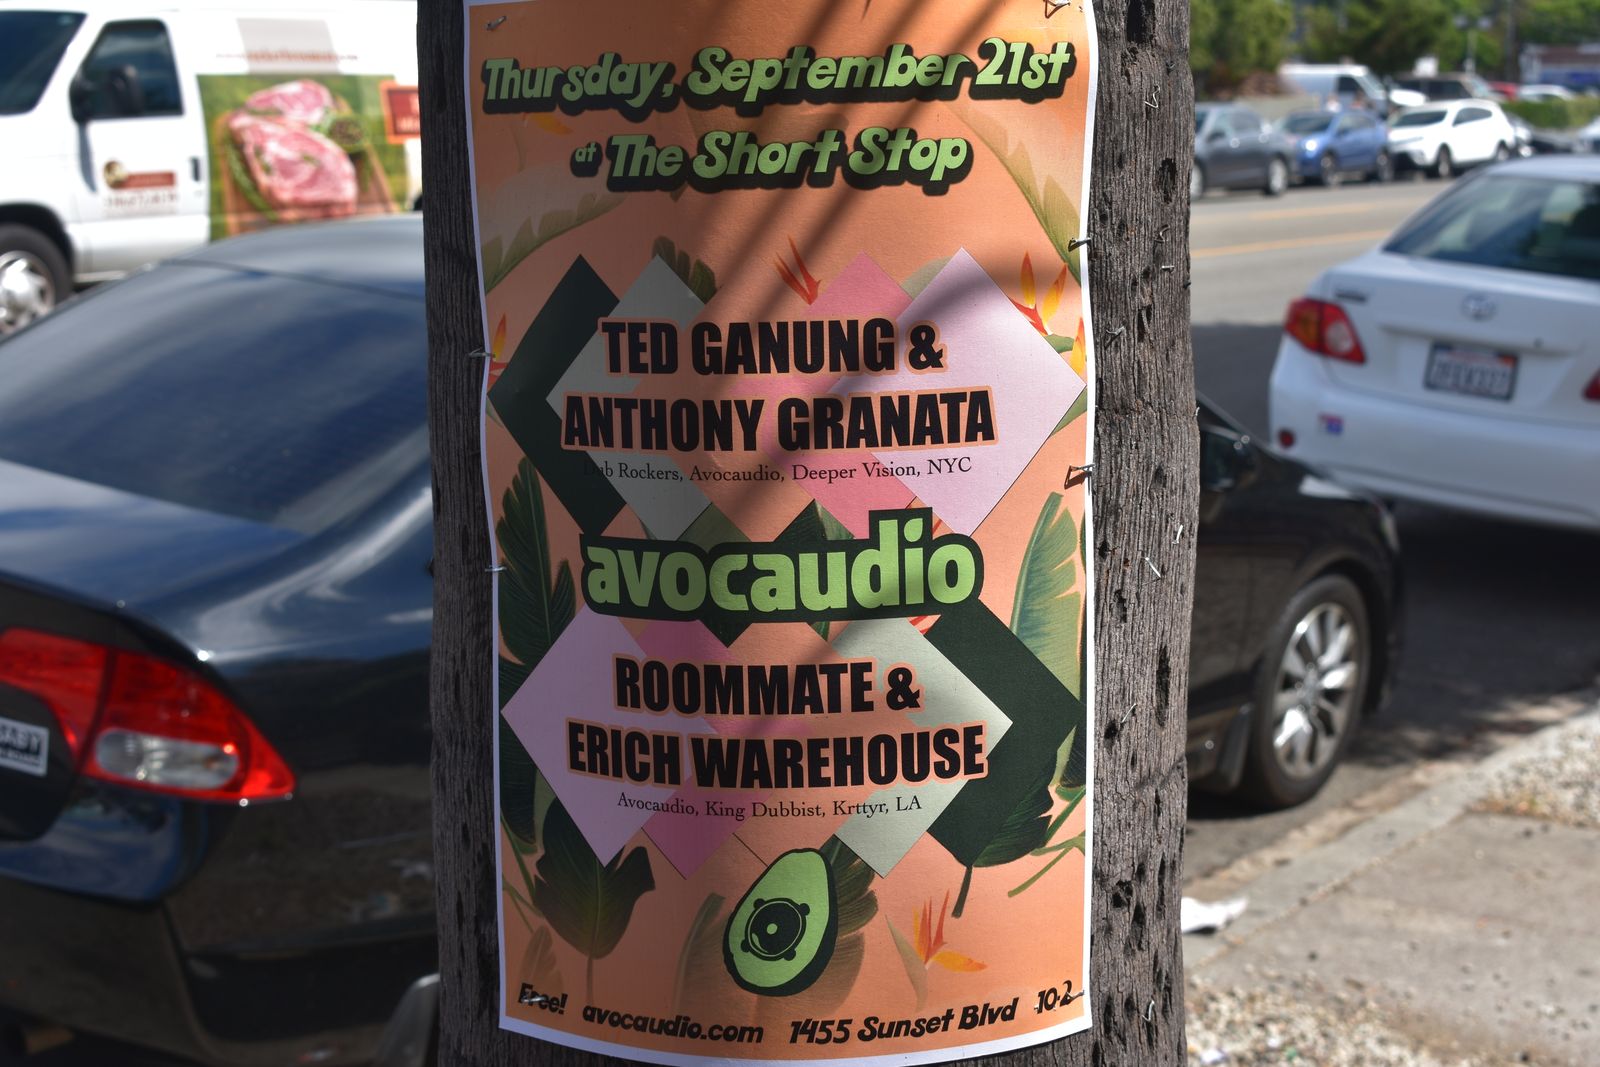 Thursday, September 21st
at The Short Stop
TED GANUNG &
ANTHONY GRANATA
Dub Rockers, Avocaudio, Deeper Vision, NYC
avocaudio
ROOMMATE &
ERICH WAREHOUSE
Avocaudio, King Dubbist, Krttyr, LA
Free! avocaudio.com 1455 Sunset Blvd 10-2